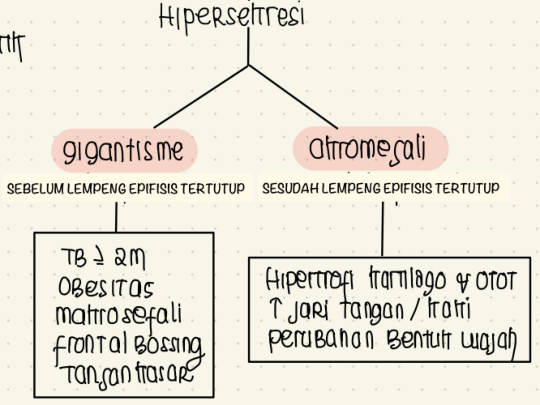 Hipersekresi
gigantisme
akromegali
SEBELUM LEMPENG EPIFISIS TERTUTUP
SESUDAH LEMPENG EPIFISIS TERTUTUP
TB ≥ 2M
Obesitas
makrosefali
frontal Bossing
Tangan kasar
Hipertrofi kartilago & otot
↑ jari tangan / kaki
perubahan Bentuk wajah